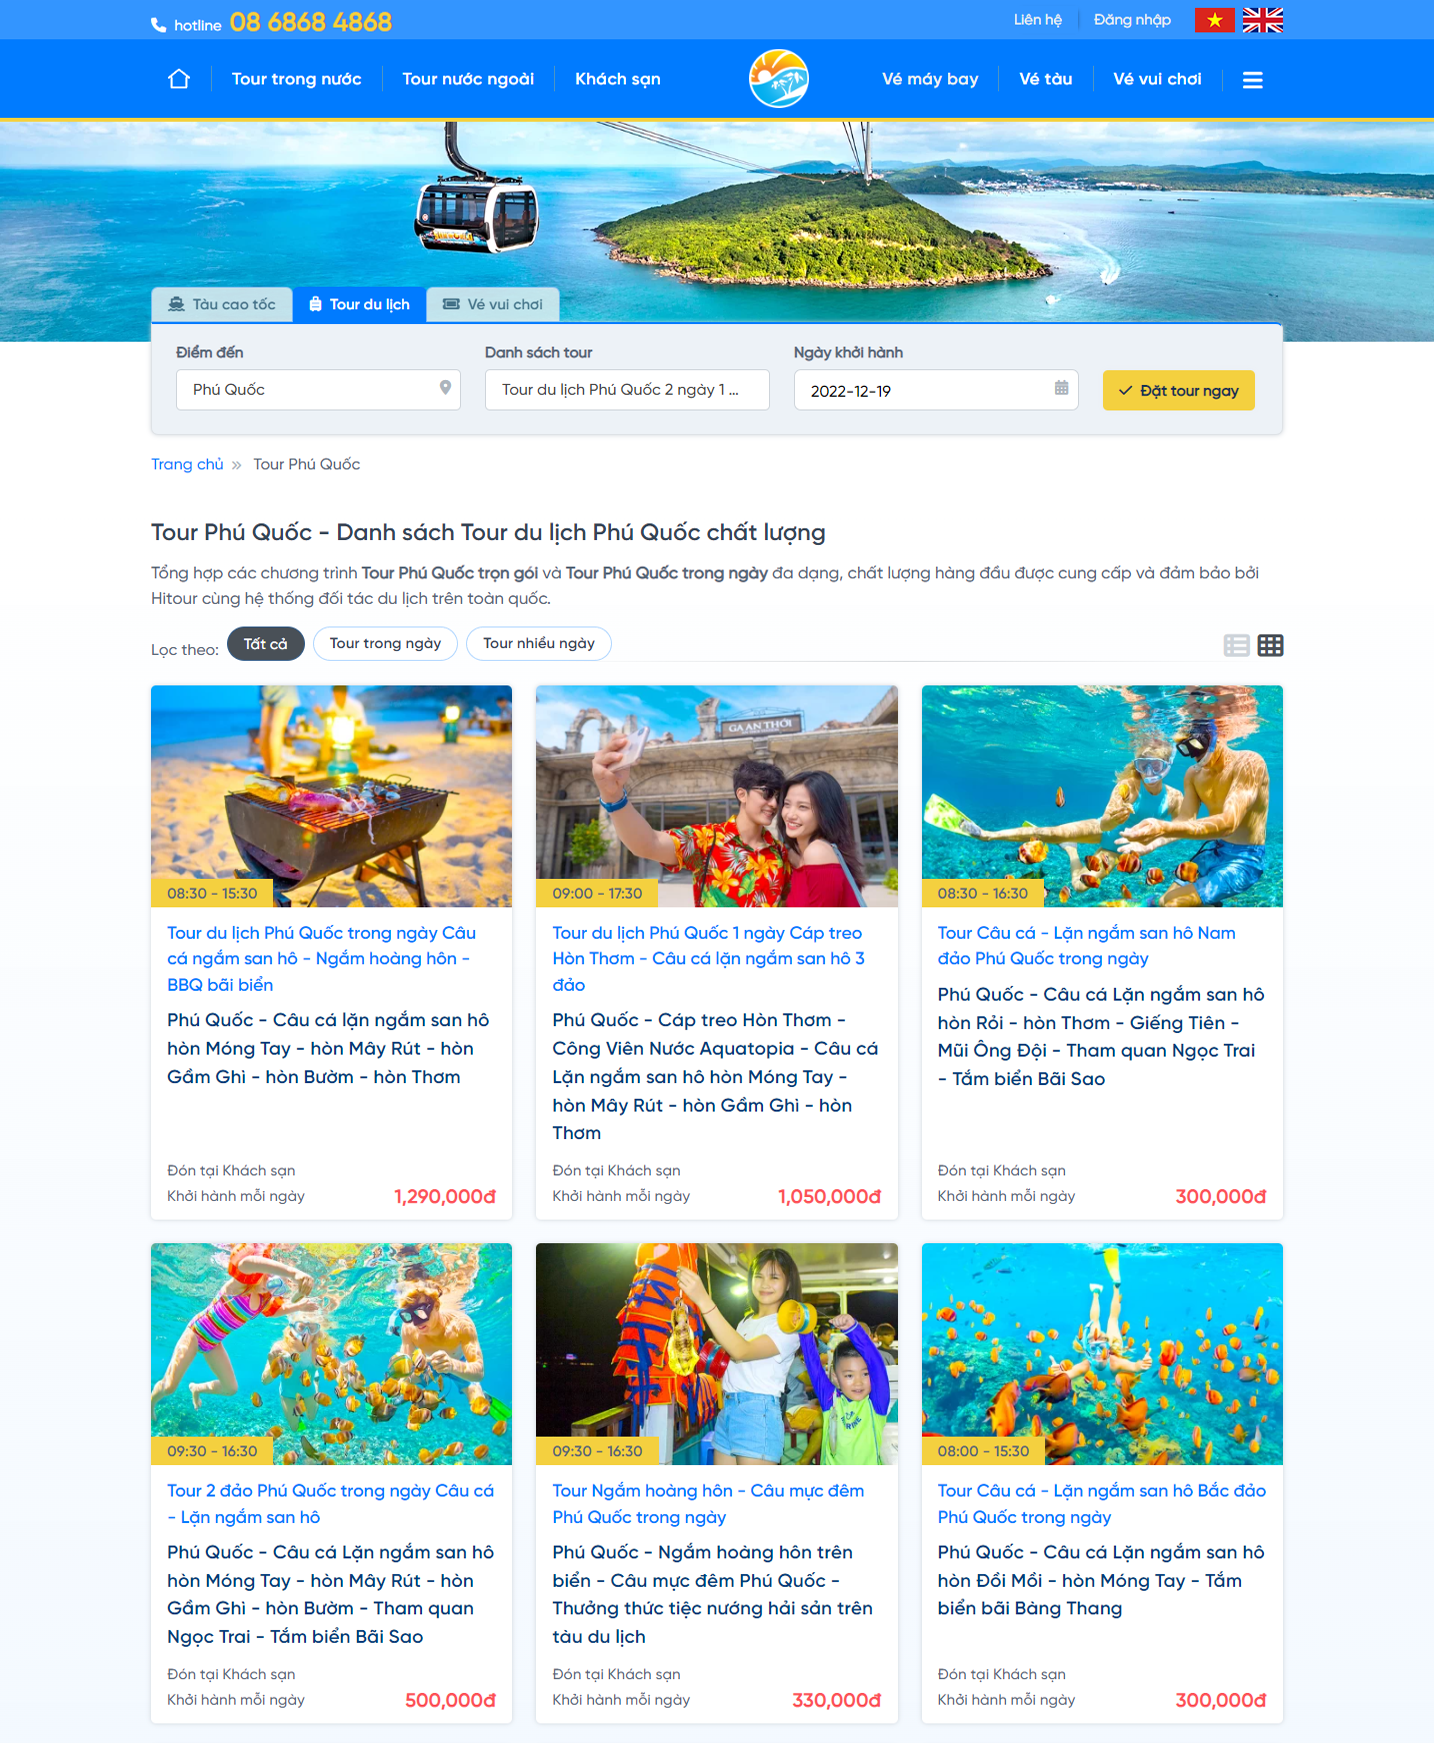 hotline 08 6868 4868
Liên hệ
Đăng nhập
Tour trong nước
Tour nước ngoài
Khách sạn
Vé máy bay
Vé tàu
Vé vui chơi
Tàu cao tốc
Tour du lịch
Vé vui chơi
Điểm đến
Danh sách tour
Ngày khởi hành
Phú Quốc
Tour du lịch Phú Quốc 2 ngày 1 ...
2022-12-19
Đặt tour ngay
Trang chủ » Tour Phú Quốc
Tour Phú Quốc - Danh sách Tour du lịch Phú Quốc chất lượng
Tổng hợp các chương trình Tour Phú Quốc trọn gói và Tour Phú Quốc trong ngày đa dạng, chất lượng hàng đầu được cung cấp và đảm bảo bởi
Hitour cùng hệ thống đối tác du lịch trên toàn quốc.
Lọc theo:
Tất cả
Tour trong ngày
Tour nhiều ngày
08:30 - 15:30
Tour du lịch Phú Quốc trong ngày Câu
cá ngắm san hô - Ngắm hoàng hôn -
BBQ bãi biển
Phú Quốc - Câu cá lặn ngắm san hô
hòn Móng Tay - hòn Mây Rút - hòn
Gầm Ghì - hòn Bườm - hòn Thơm
Đón tại Khách sạn
Khởi hành mỗi ngày
1,290,000đ
GA AN THỚI
09:00 - 17:30
Tour du lịch Phú Quốc 1 ngày Cáp treo
Hòn Thơm - Câu cá lặn ngắm san hô 3
đảo
Phú Quốc - Cáp treo Hòn Thơm -
Công Viên Nước Aquatopia - Câu cá
Lặn ngắm san hô hòn Móng Tay -
hòn Mây Rút - hòn Gầm Ghì - hòn
Thơm
Đón tại Khách sạn
Khởi hành mỗi ngày
1,050,000đ
08:30 - 16:30
Tour Câu cá - Lặn ngắm san hô Nam
đảo Phú Quốc trong ngày
Phú Quốc - Câu cá Lặn ngắm san hô
hòn Rỏi - hòn Thơm - Giếng Tiên -
Mũi Ông Đội - Tham quan Ngọc Trai
- Tắm biển Bãi Sao
Đón tại Khách sạn
Khởi hành mỗi ngày
300,000đ
09:30 - 16:30
Tour 2 đảo Phú Quốc trong ngày Câu cá
- Lặn ngắm san hô
Phú Quốc - Câu cá Lặn ngắm san hô
hòn Móng Tay - hòn Mây Rút - hòn
Gầm Ghì - hòn Bườm - Tham quan
Ngọc Trai - Tắm biển Bãi Sao
Đón tại Khách sạn
Khởi hành mỗi ngày
500,000đ
09:30 - 16:30
Tour Ngắm hoàng hôn - Câu mực đêm
Phú Quốc trong ngày
Phú Quốc - Ngắm hoàng hôn trên
biển - Câu mực đêm Phú Quốc -
Thưởng thức tiệc nướng hải sản trên
tàu du lịch
Đón tại Khách sạn
Khởi hành mỗi ngày
330,000đ
08:00 - 15:30
Tour Câu cá - Lặn ngắm san hô Bắc đảo
Phú Quốc trong ngày
Phú Quốc - Câu cá Lặn ngắm san hô
hòn Đồi Mồi - hòn Móng Tay - Tắm
biển bãi Bàng Thang
Đón tại Khách sạn
Khởi hành mỗi ngày
300,000đ